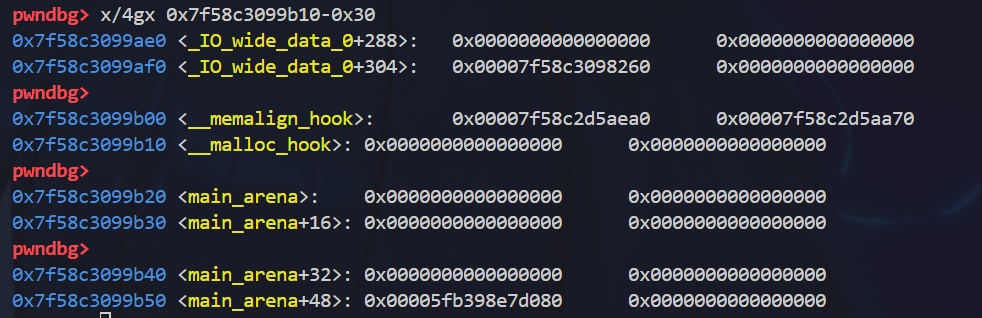 pwndbg> x/4gx 0x7f58c3099b10-0x30
0x7f58c3099ae0 <_IO_wide_data_0+288>: 0x0000000000000000 0x0000000000000000
0x7f58c3099af0 <_IO_wide_data_0+304>: 0x00007f58c3098260 0x0000000000000000
pwndbg>
0x7f58c3099b00 <__memalign_hook>: 0x00007f58c2d5aea0 0x00007f58c2d5aa70
0x7f58c3099b10 <__malloc_hook>: 0x0000000000000000 0x0000000000000000
pwndbg>
0x7f58c3099b20 <main_arena>: 0x0000000000000000 0x0000000000000000
0x7f58c3099b30 <main_arena+16>: 0x0000000000000000 0x0000000000000000
pwndbg>
0x7f58c3099b40 <main_arena+32>: 0x0000000000000000 0x0000000000000000
0x7f58c3099b50 <main_arena+48>: 0x00005fb398e7d080 0x0000000000000000